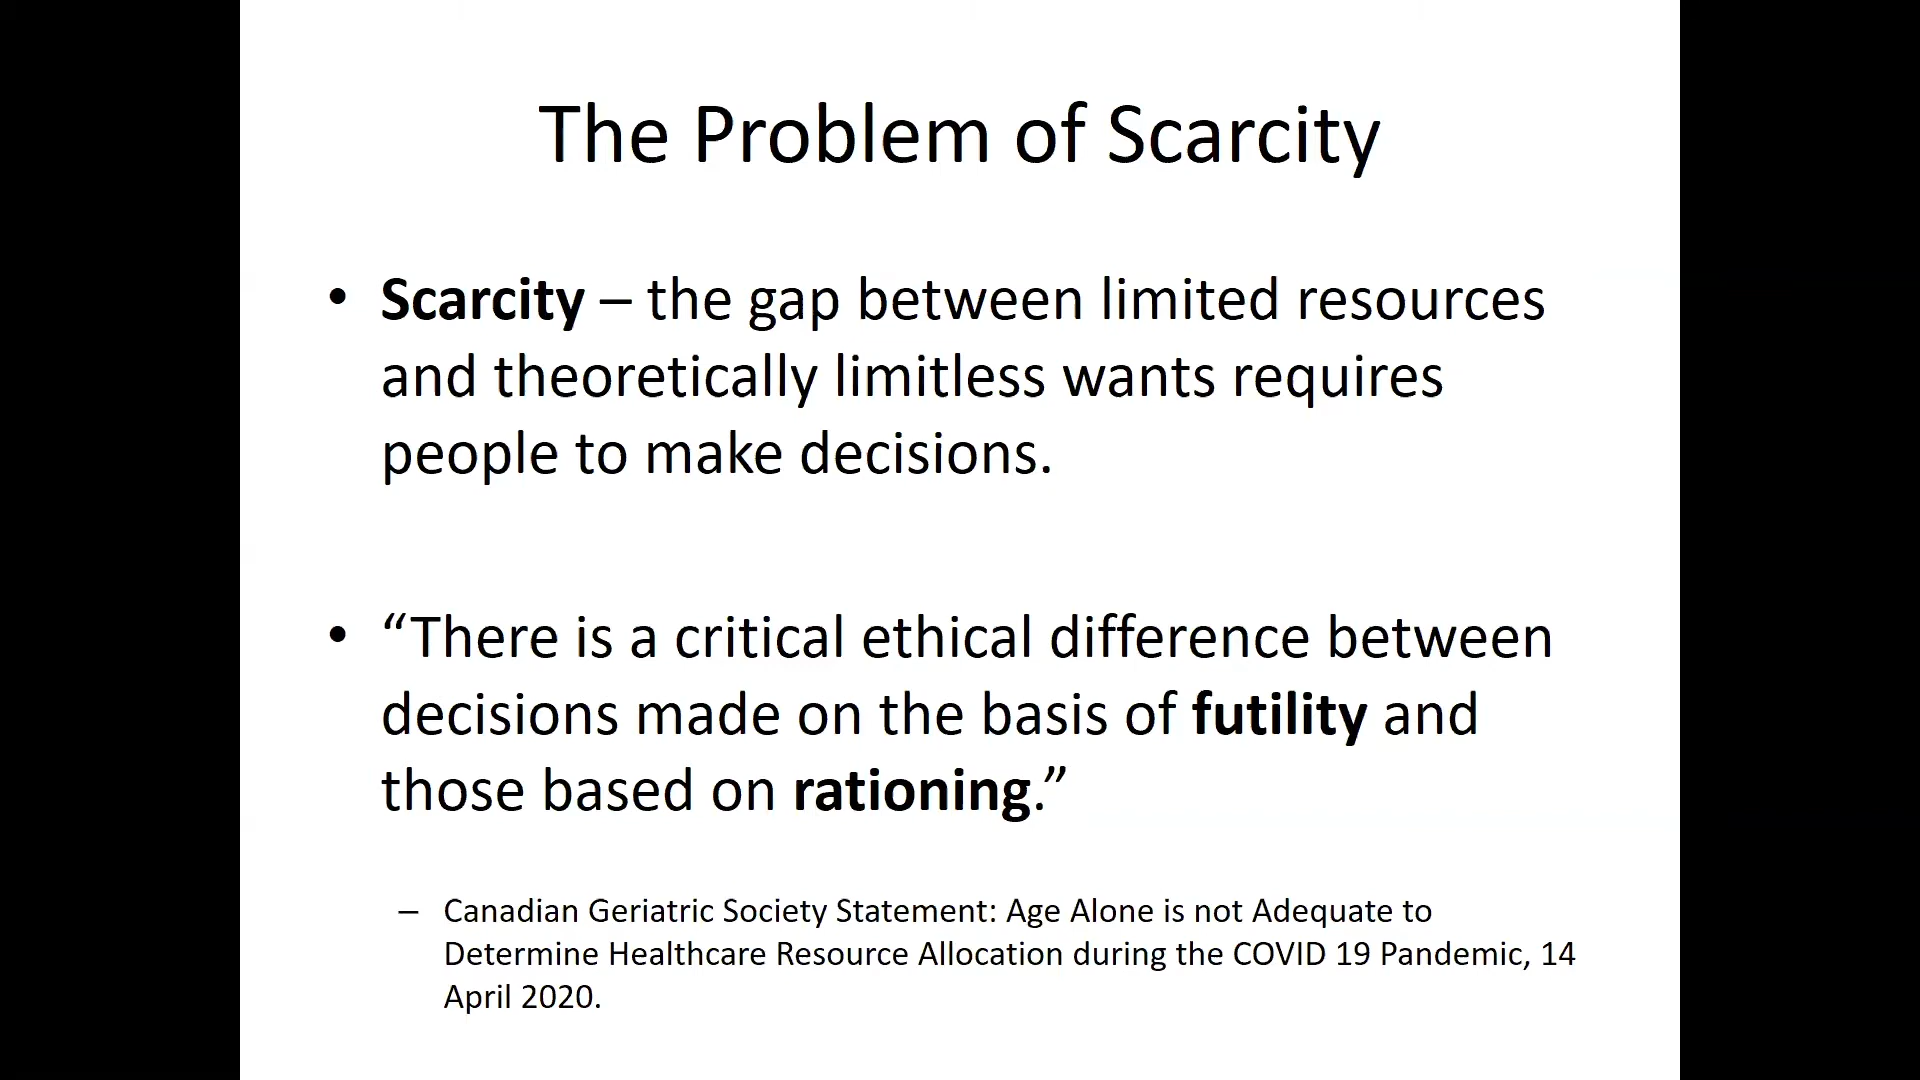 The Problem of Scarcity
• Scarcity – the gap between limited resources
and theoretically limitless wants requires
people to make decisions.
• “There is a critical ethical difference between
decisions made on the basis of futility and
those based on rationing.”
– Canadian Geriatric Society Statement: Age Alone is not Adequate to
Determine Healthcare Resource Allocation during the COVID 19 Pandemic, 14
April 2020.